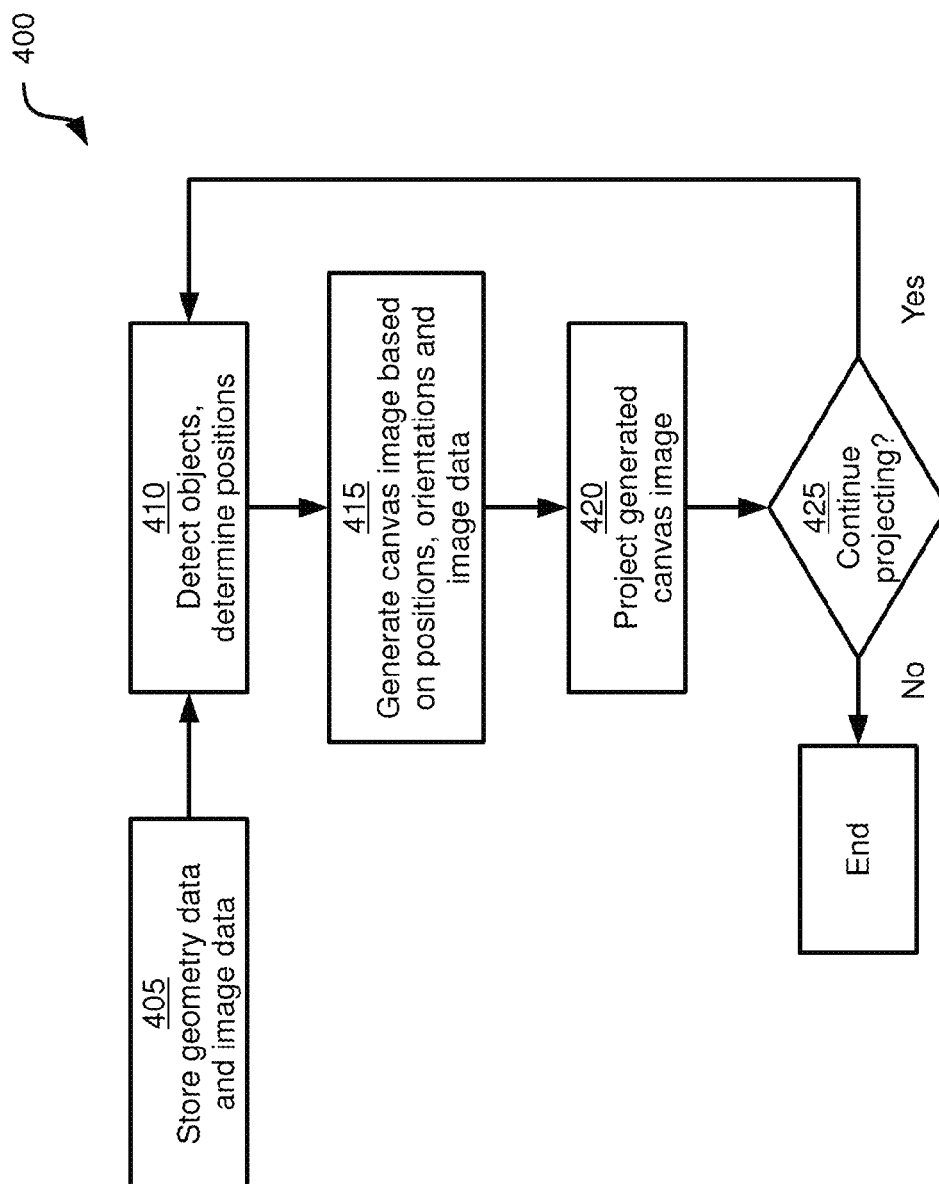 400
405
Store geometry data
and image data
410
Detect objects,
determine positions
415
Generate canvas image based
on positions, orientations and
image data
420
Project generated
canvas image
425
Continue
projecting?
Yes
No
End